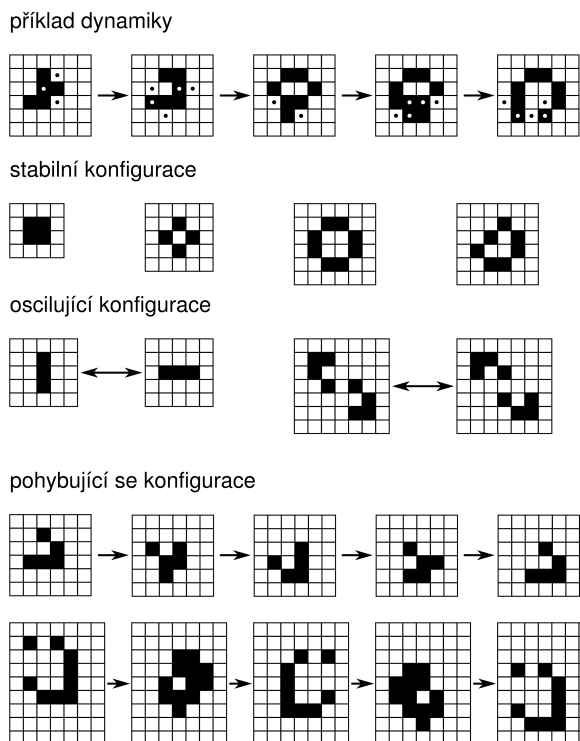 příklad dynamiky
stabilní konfigurace
oscilující konfigurace
pohybující se konfigurace